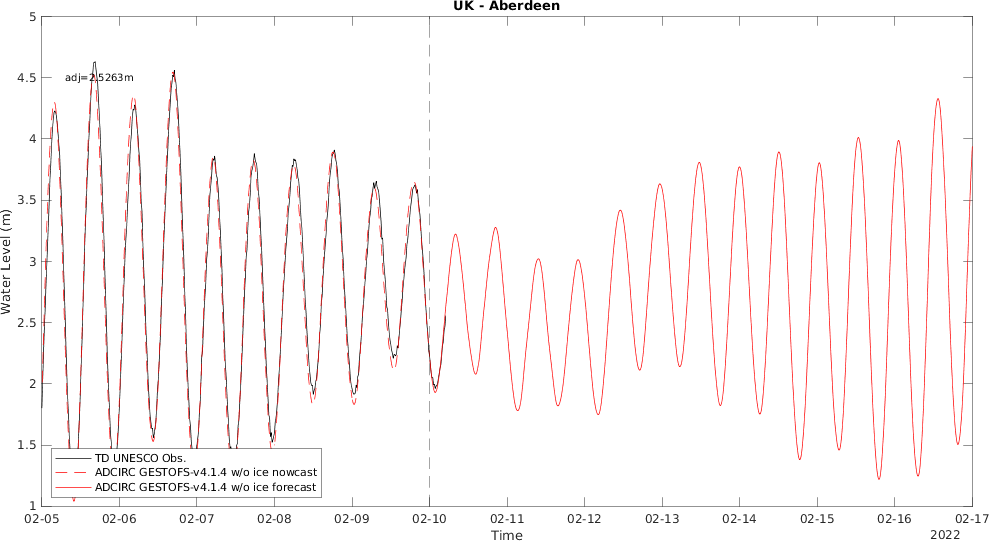 UK - Aberdeen
5
4.5
4
3.5
3
2.5
2
1.5
1
Water Level (m)
adj=2.5263m
TD UNESCO Obs.
ADCIRC GESTOFS-v4.1.4 w/o ice nowcast
ADCIRC GESTOFS-v4.1.4 w/o ice forecast
02-05 02-06 02-07 02-08 02-09 02-10 02-11 02-12 02-13 02-14 02-15 02-16 02-17
Time
2022